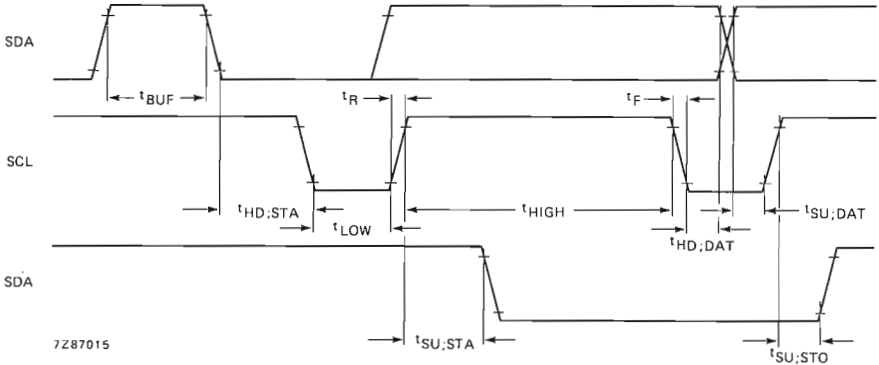 SDA
tBUF
tR
tF
SCL
tHD;STA
tLOW
tHIGH
tHD;DAT
tSU;DAT
SDA
7Z87015
tSU;STA
tSU;STO